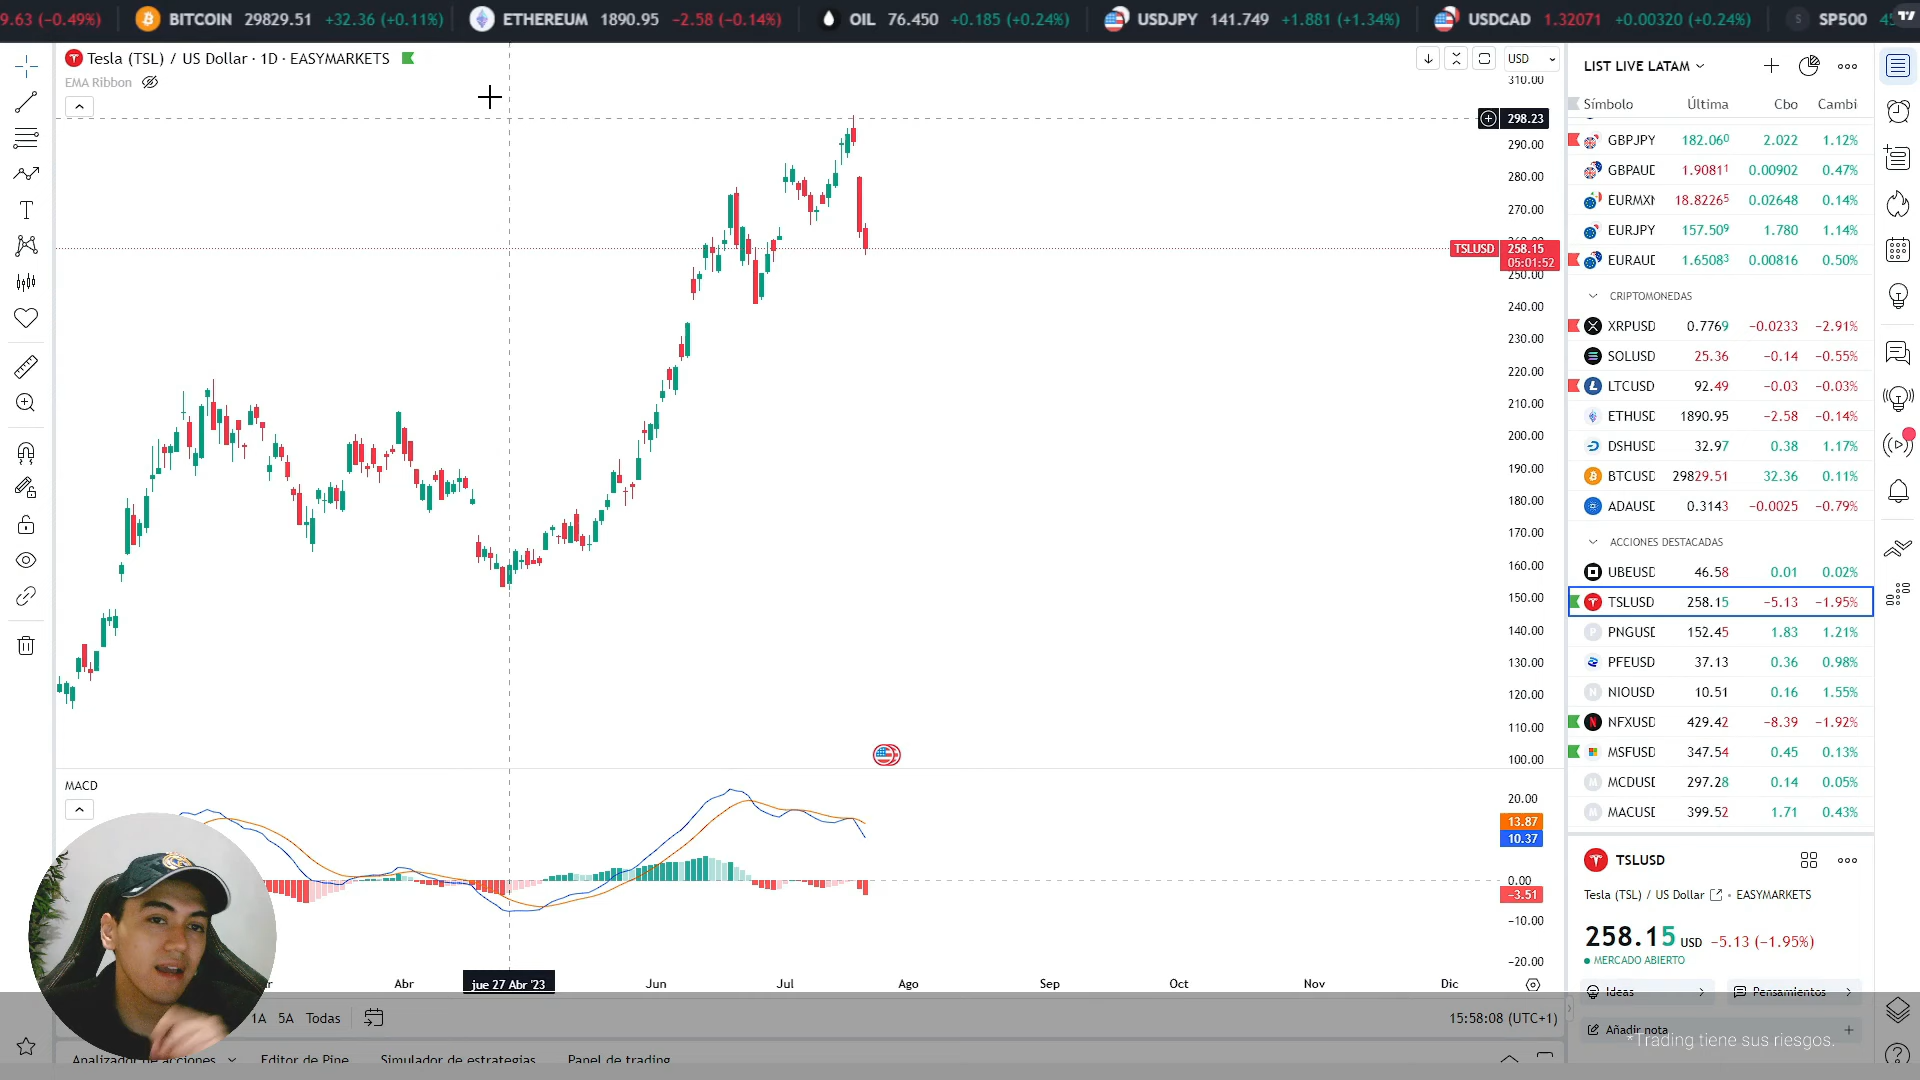 9.63 (−0.49%) BITCOIN 29829.51 +32.36 (+0.11%) ETHEREUM 1890.95 −2.58 (−0.14%) OIL 76.450 +0.185 (+0.24%) USDJPY 141.749 +1.881 (+1.34%) USDCAD 1.32071 +0.00320 (+0.24%) S SP500
Tesla (TSL) / US Dollar · 1D · EASYMARKETS
EMA Ribbon
USD
310.00
298.23
290.00
280.00
270.00
TSLUSD 258.15
05:01:52
250.00
240.00
230.00
220.00
210.00
200.00
190.00
180.00
170.00
160.00
150.00
140.00
130.00
120.00
110.00
100.00
MACD
20.00
13.87
10.37
0.00
−3.51
−10.00
−20.00
Abr jue 27 Abr '23 Jun Jul Ago Sep Oct Nov Dic
1A 5A Todas
15:58:08 (UTC+1)
Analizador de acciones Editor de Pine Simulador de estrategias Panel de trading
LIST LIVE LATAM
Símbolo Última Cbo Cambi
GBPJPY 182.060 2.022 1.12%
GBPAUD 1.90811 0.00902 0.47%
EURMXN 18.82265 0.02648 0.14%
EURJPY 157.509 1.780 1.14%
EURAUD 1.65083 0.00816 0.50%
CRIPTOMONEDAS
XRPUSD 0.7769 −0.0233 −2.91%
SOLUSD 25.36 −0.14 −0.55%
LTCUSD 92.49 −0.03 −0.03%
ETHUSD 1890.95 −2.58 −0.14%
DSHUSD 32.97 0.38 1.17%
BTCUSD 29829.51 32.36 0.11%
ADAUSD 0.3143 −0.0025 −0.79%
ACCIONES DESTACADAS
UBEUSD 46.58 0.01 0.02%
TSLUSD 258.15 −5.13 −1.95%
P PNGUSD 152.45 1.83 1.21%
PFEUSD 37.13 0.36 0.98%
N NIOUSD 10.51 0.16 1.55%
NFXUSD 429.42 −8.39 −1.92%
MSFUSD 347.54 0.45 0.13%
M MCDUSD 297.28 0.14 0.05%
M MACUSD 399.52 1.71 0.43%
TSLUSD
Tesla (TSL) / US Dollar · EASYMARKETS
258.15 USD −5.13 (−1.95%)
MERCADO ABIERTO
Ideas Pensamientos
Añadir nota
*Trading tiene sus riesgos.